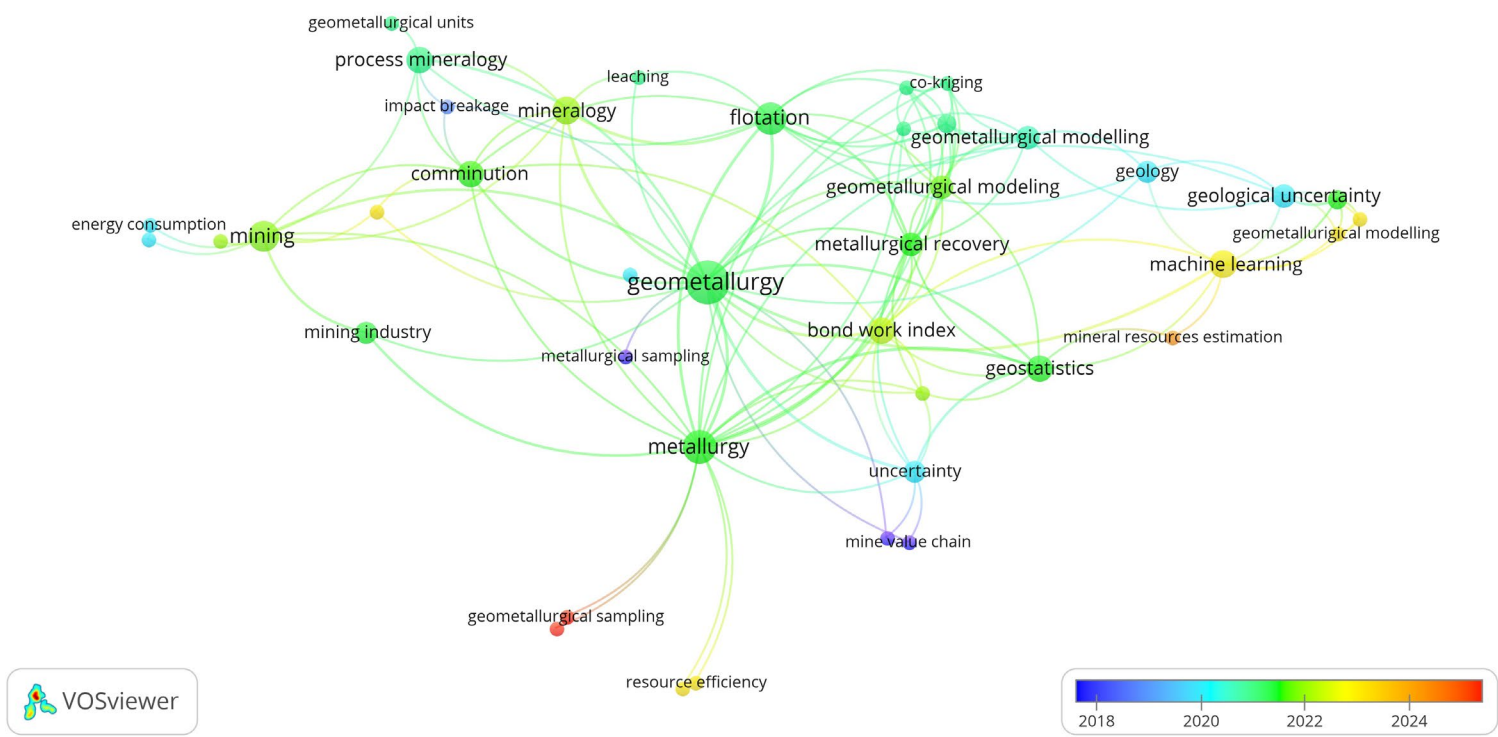 geometallurgical units
process mineralogy
leaching
co-kriging
impact breakage
mineralogy
flotation
geometallurgical modelling
comminution
geology
geometallurgical modeling
geological uncertainty
energy consumption
mining
metallurgical recovery
geometallurigical modelling
machine learning
geometallurgy
mining industry
bond work index
mineral resources estimation
metallurgical sampling
geostatistics
metallurgy
uncertainty
mine value chain
geometallurgical sampling
resource efficiency
VOSviewer
2018
2020
2022
2024